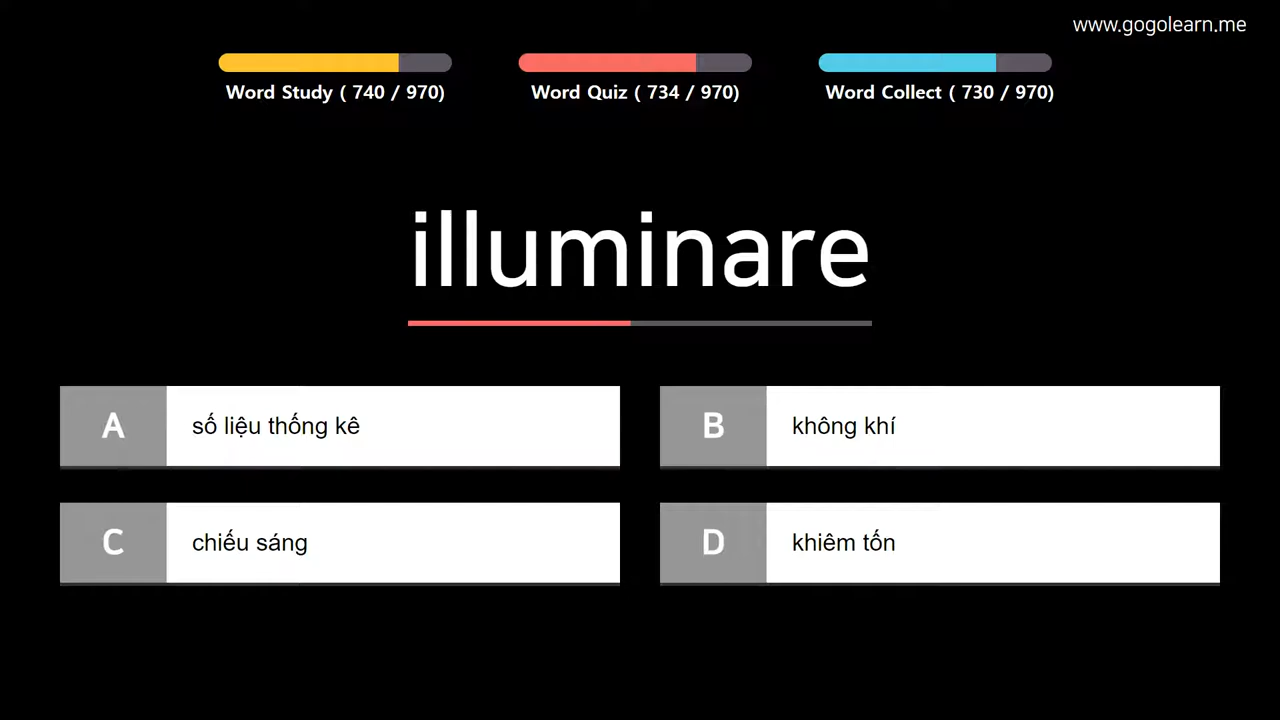 www.gogolearn.me
Word Study ( 740 / 970)
Word Quiz ( 734 / 970)
Word Collect ( 730 / 970)
illuminare
A
số liệu thống kê
B
không khí
C
chiếu sáng
D
khiêm tốn